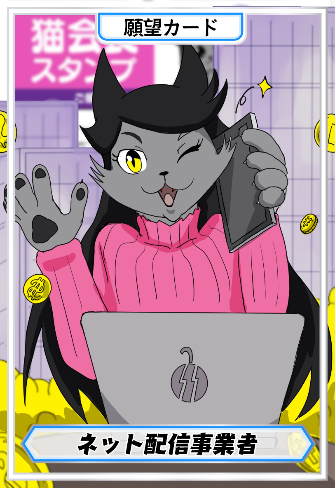 願望カード
猫会長
スタンプ
ネット配信事業者